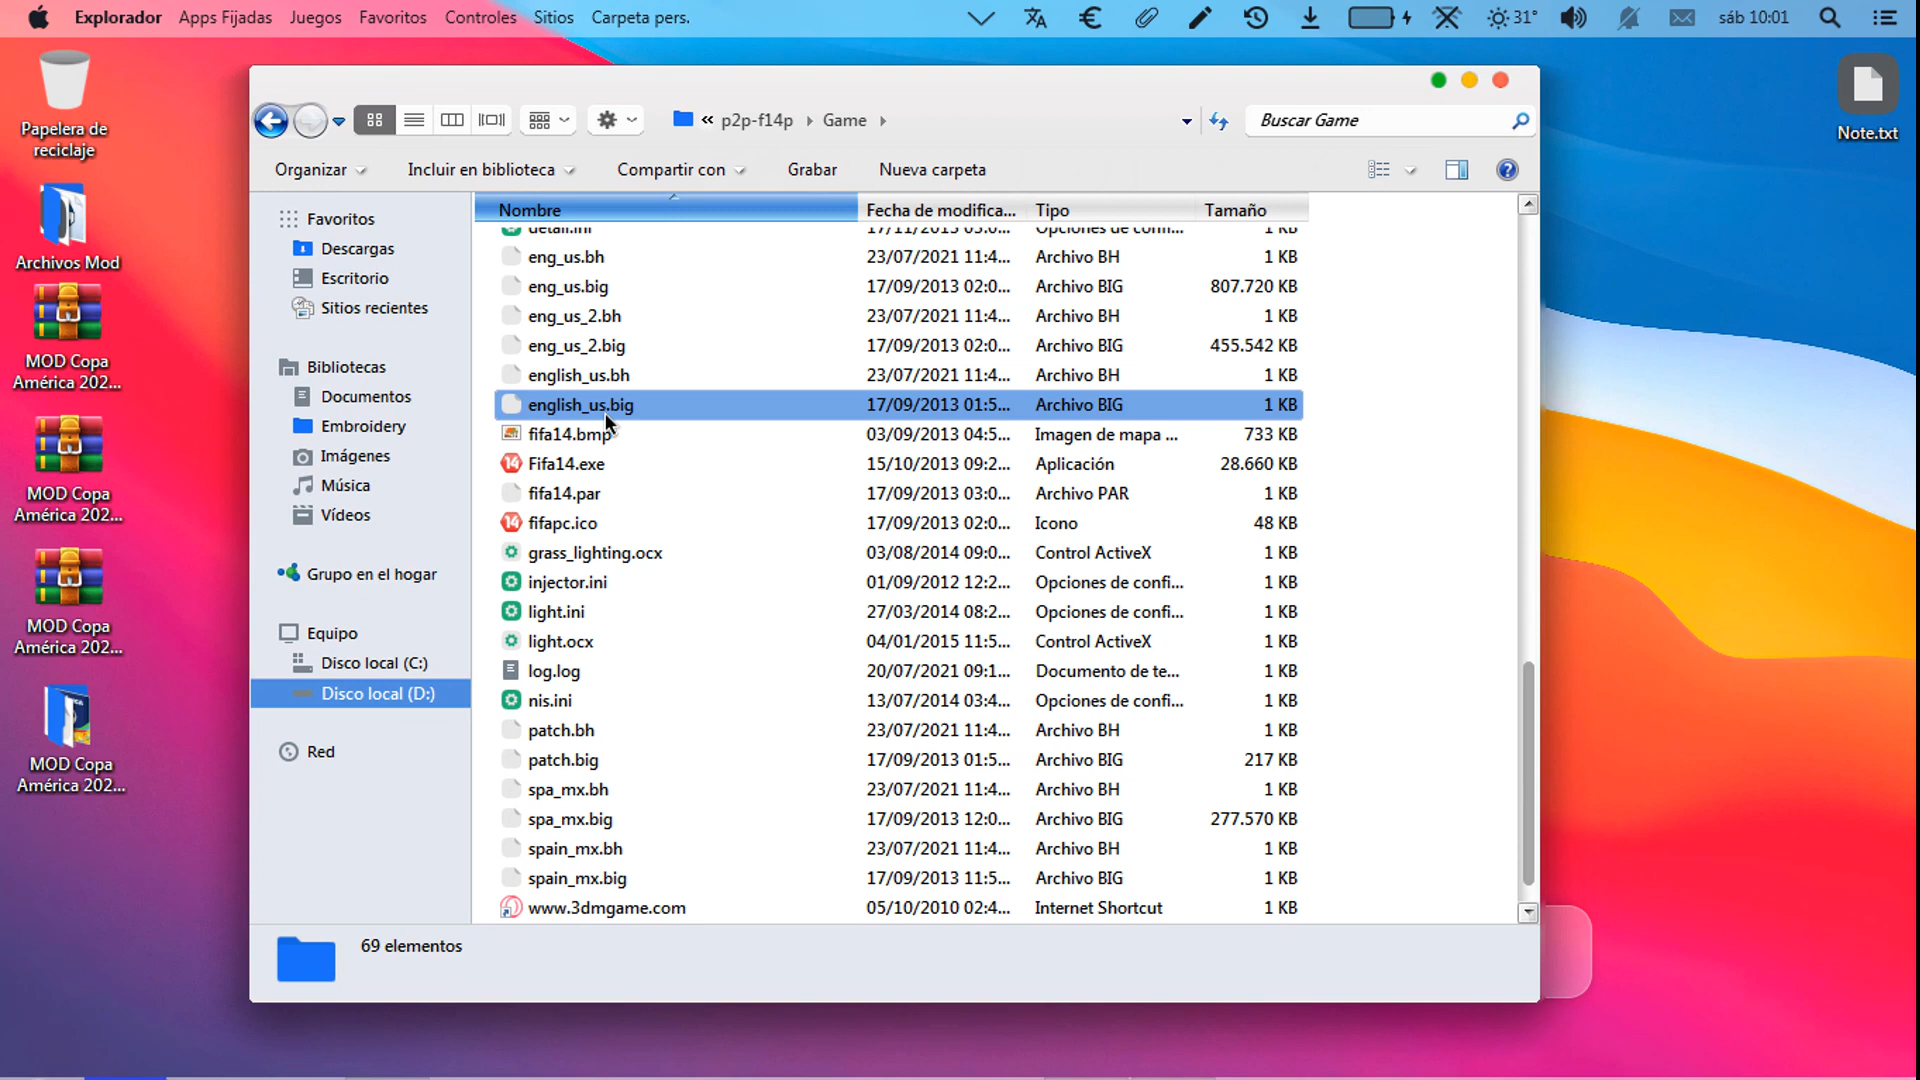 Explorador Apps Fijadas Juegos Favoritos Controles Sitios Carpeta pers.
31° sáb 10:01
Papelera de
reciclaje
Archivos Mod
MOD Copa
América 202...
MOD Copa
América 202...
MOD Copa
América 202...
MOD Copa
América 202...
Note.txt
« p2p-f14p Game
Buscar Game
Organizar Incluir en biblioteca Compartir con Grabar Nueva carpeta
Favoritos
Descargas
Escritorio
Sitios recientes
Bibliotecas
Documentos
Embroidery
Imágenes
Música
Vídeos
Grupo en el hogar
Equipo
Disco local (C:)
Disco local (D:)
Red
Nombre Fecha de modifica... Tipo Tamaño
detail.ini 17/11/2013 03:0... Opciones de confi... 1 KB
eng_us.bh 23/07/2021 11:4... Archivo BH 1 KB
eng_us.big 17/09/2013 02:0... Archivo BIG 807.720 KB
eng_us_2.bh 23/07/2021 11:4... Archivo BH 1 KB
eng_us_2.big 17/09/2013 02:0... Archivo BIG 455.542 KB
english_us.bh 23/07/2021 11:4... Archivo BH 1 KB
english_us.big 17/09/2013 01:5... Archivo BIG 1 KB
fifa14.bmp 03/09/2013 04:5... Imagen de mapa ... 733 KB
Fifa14.exe 15/10/2013 09:2... Aplicación 28.660 KB
fifa14.par 17/09/2013 03:0... Archivo PAR 1 KB
fifapc.ico 17/09/2013 02:0... Icono 48 KB
grass_lighting.ocx 03/08/2014 09:0... Control ActiveX 1 KB
injector.ini 01/09/2012 12:2... Opciones de confi... 1 KB
light.ini 27/03/2014 08:2... Opciones de confi... 1 KB
light.ocx 04/01/2015 11:5... Control ActiveX 1 KB
log.log 20/07/2021 09:1... Documento de te... 1 KB
nis.ini 13/07/2014 03:4... Opciones de confi... 1 KB
patch.bh 23/07/2021 11:4... Archivo BH 1 KB
patch.big 17/09/2013 01:5... Archivo BIG 217 KB
spa_mx.bh 23/07/2021 11:4... Archivo BH 1 KB
spa_mx.big 17/09/2013 12:0... Archivo BIG 277.570 KB
spain_mx.bh 23/07/2021 11:4... Archivo BH 1 KB
spain_mx.big 17/09/2013 11:5... Archivo BIG 1 KB
www.3dmgame.com 05/10/2010 02:4... Internet Shortcut 1 KB
69 elementos